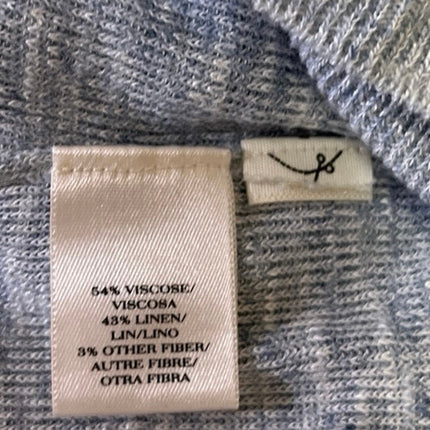 54% VISCOSE/
VISCOSA
43% LINEN/
LIN/LINO
3% OTHER FIBER/
AUTRE FIBRE/
OTRA FIBRA